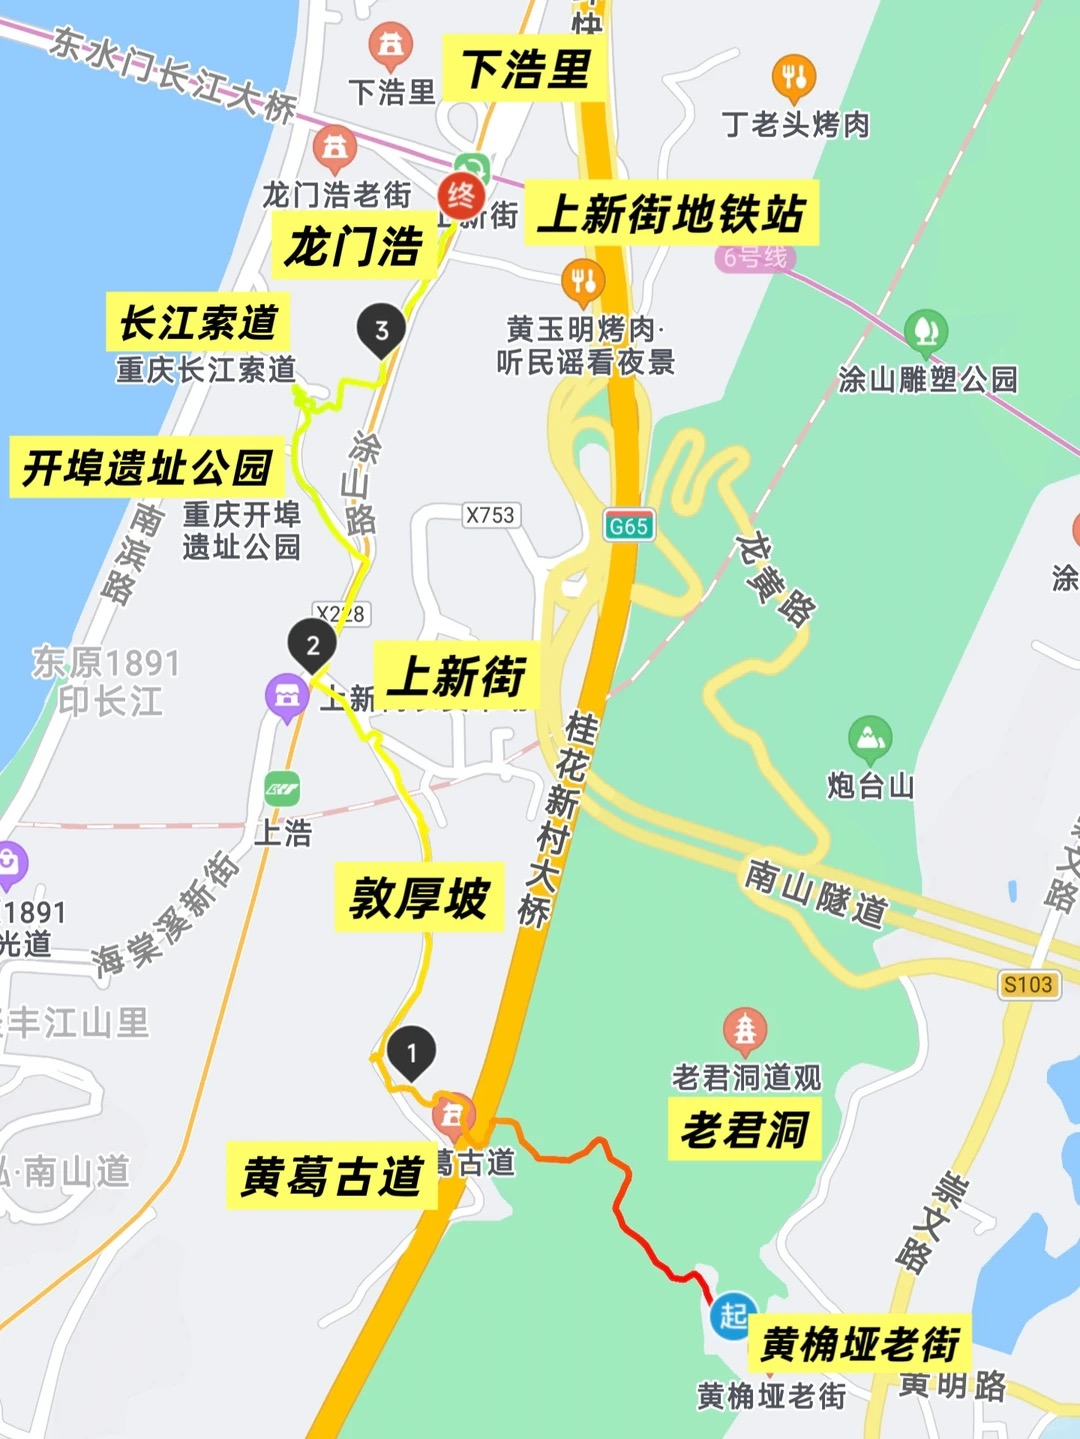 东水门长江大桥
下浩里
下浩里
丁老头烤肉
龙门浩老街
终
新街
上新街地铁站
龙门浩
6号线
长江索道
3
黄玉明烤肉·
听民谣看夜景
重庆长江索道
涂山雕塑公园
涂山路
开埠遗址公园
X753
G65
重庆开埠
遗址公园
南滨路
龙黄路
涂
X228
2
东原1891
印长江
上新街
上新
桂花新村大桥
炮台山
上浩
海棠溪新街
敦厚坡
南山隧道
文路
1891
光道
S103
丰江山里
1
老君洞道观
老君洞
黄葛古道
葛古道
·南山道
崇文路
起
黄桷垭老街
黄桷垭老街
黄明路